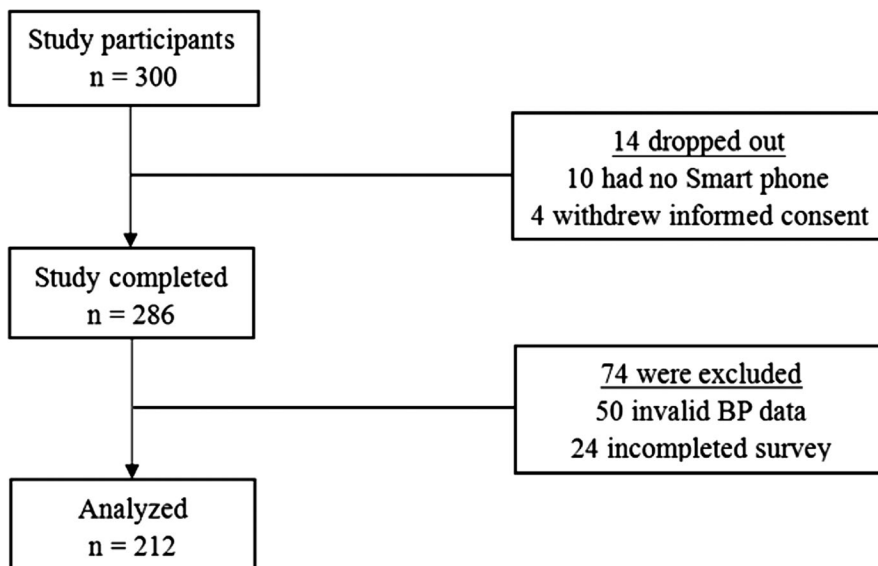 Study participants
n = 300
14 dropped out
10 had no Smart phone
4 withdrew informed consent
Study completed
n = 286
74 were excluded
50 invalid BP data
24 incompleted survey
Analyzed
n = 212